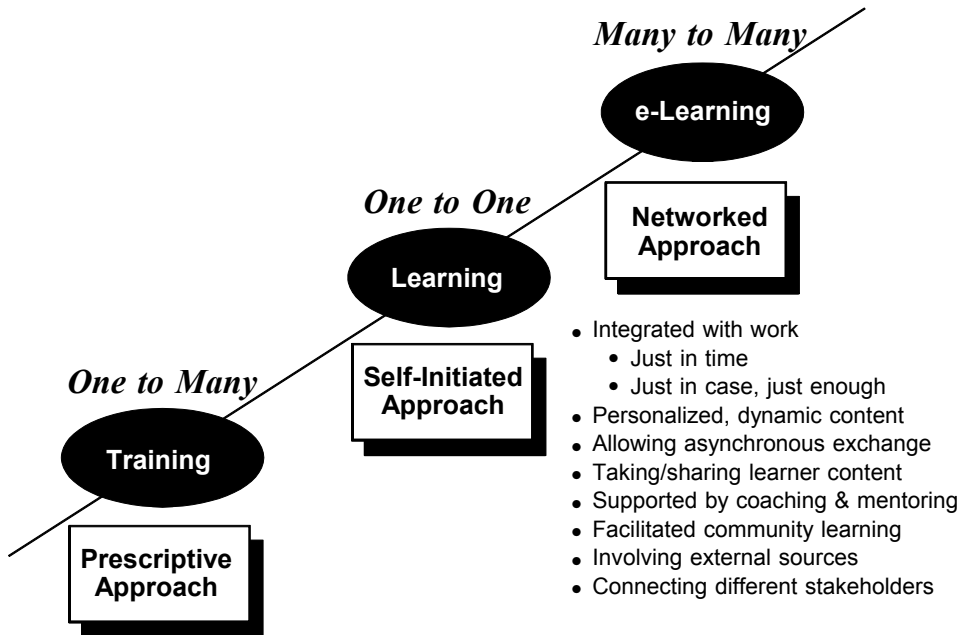 Many to Many
e-Learning
Networked
Approach
One to One
Learning
Self-Initiated
Approach
One to Many
Training
Prescriptive
Approach
• Integrated with work
• Just in time
• Just in case, just enough
• Personalized, dynamic content
• Allowing asynchronous exchange
• Taking/sharing learner content
• Supported by coaching & mentoring
• Facilitated community learning
• Involving external sources
• Connecting different stakeholders